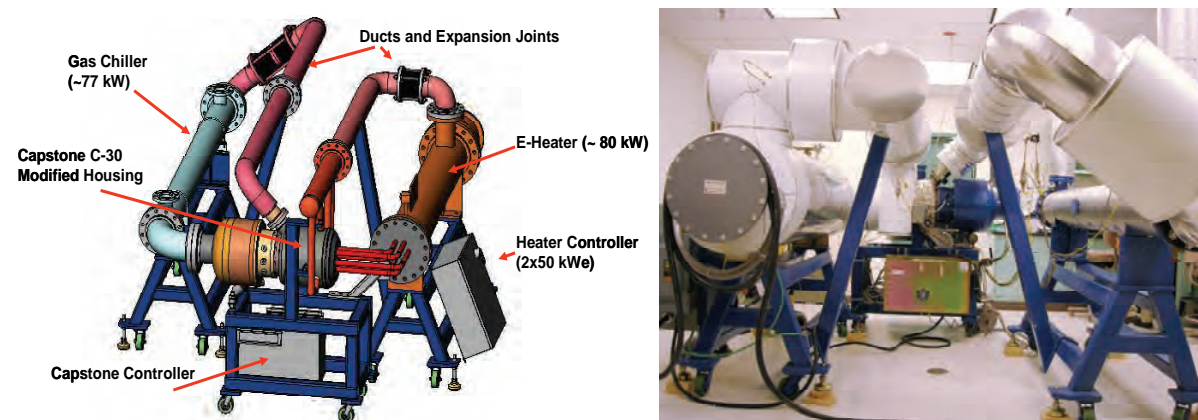 Ducts and Expansion Joints
Gas Chiller
(~77 kW)
E-Heater (~ 80 kW)
Capstone C-30
Modified Housing
Heater Controller
(2x50 kWe)
Capstone Controller